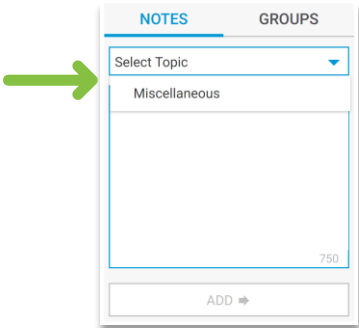 NOTES GROUPS
Select Topic
Miscellaneous
750
ADD